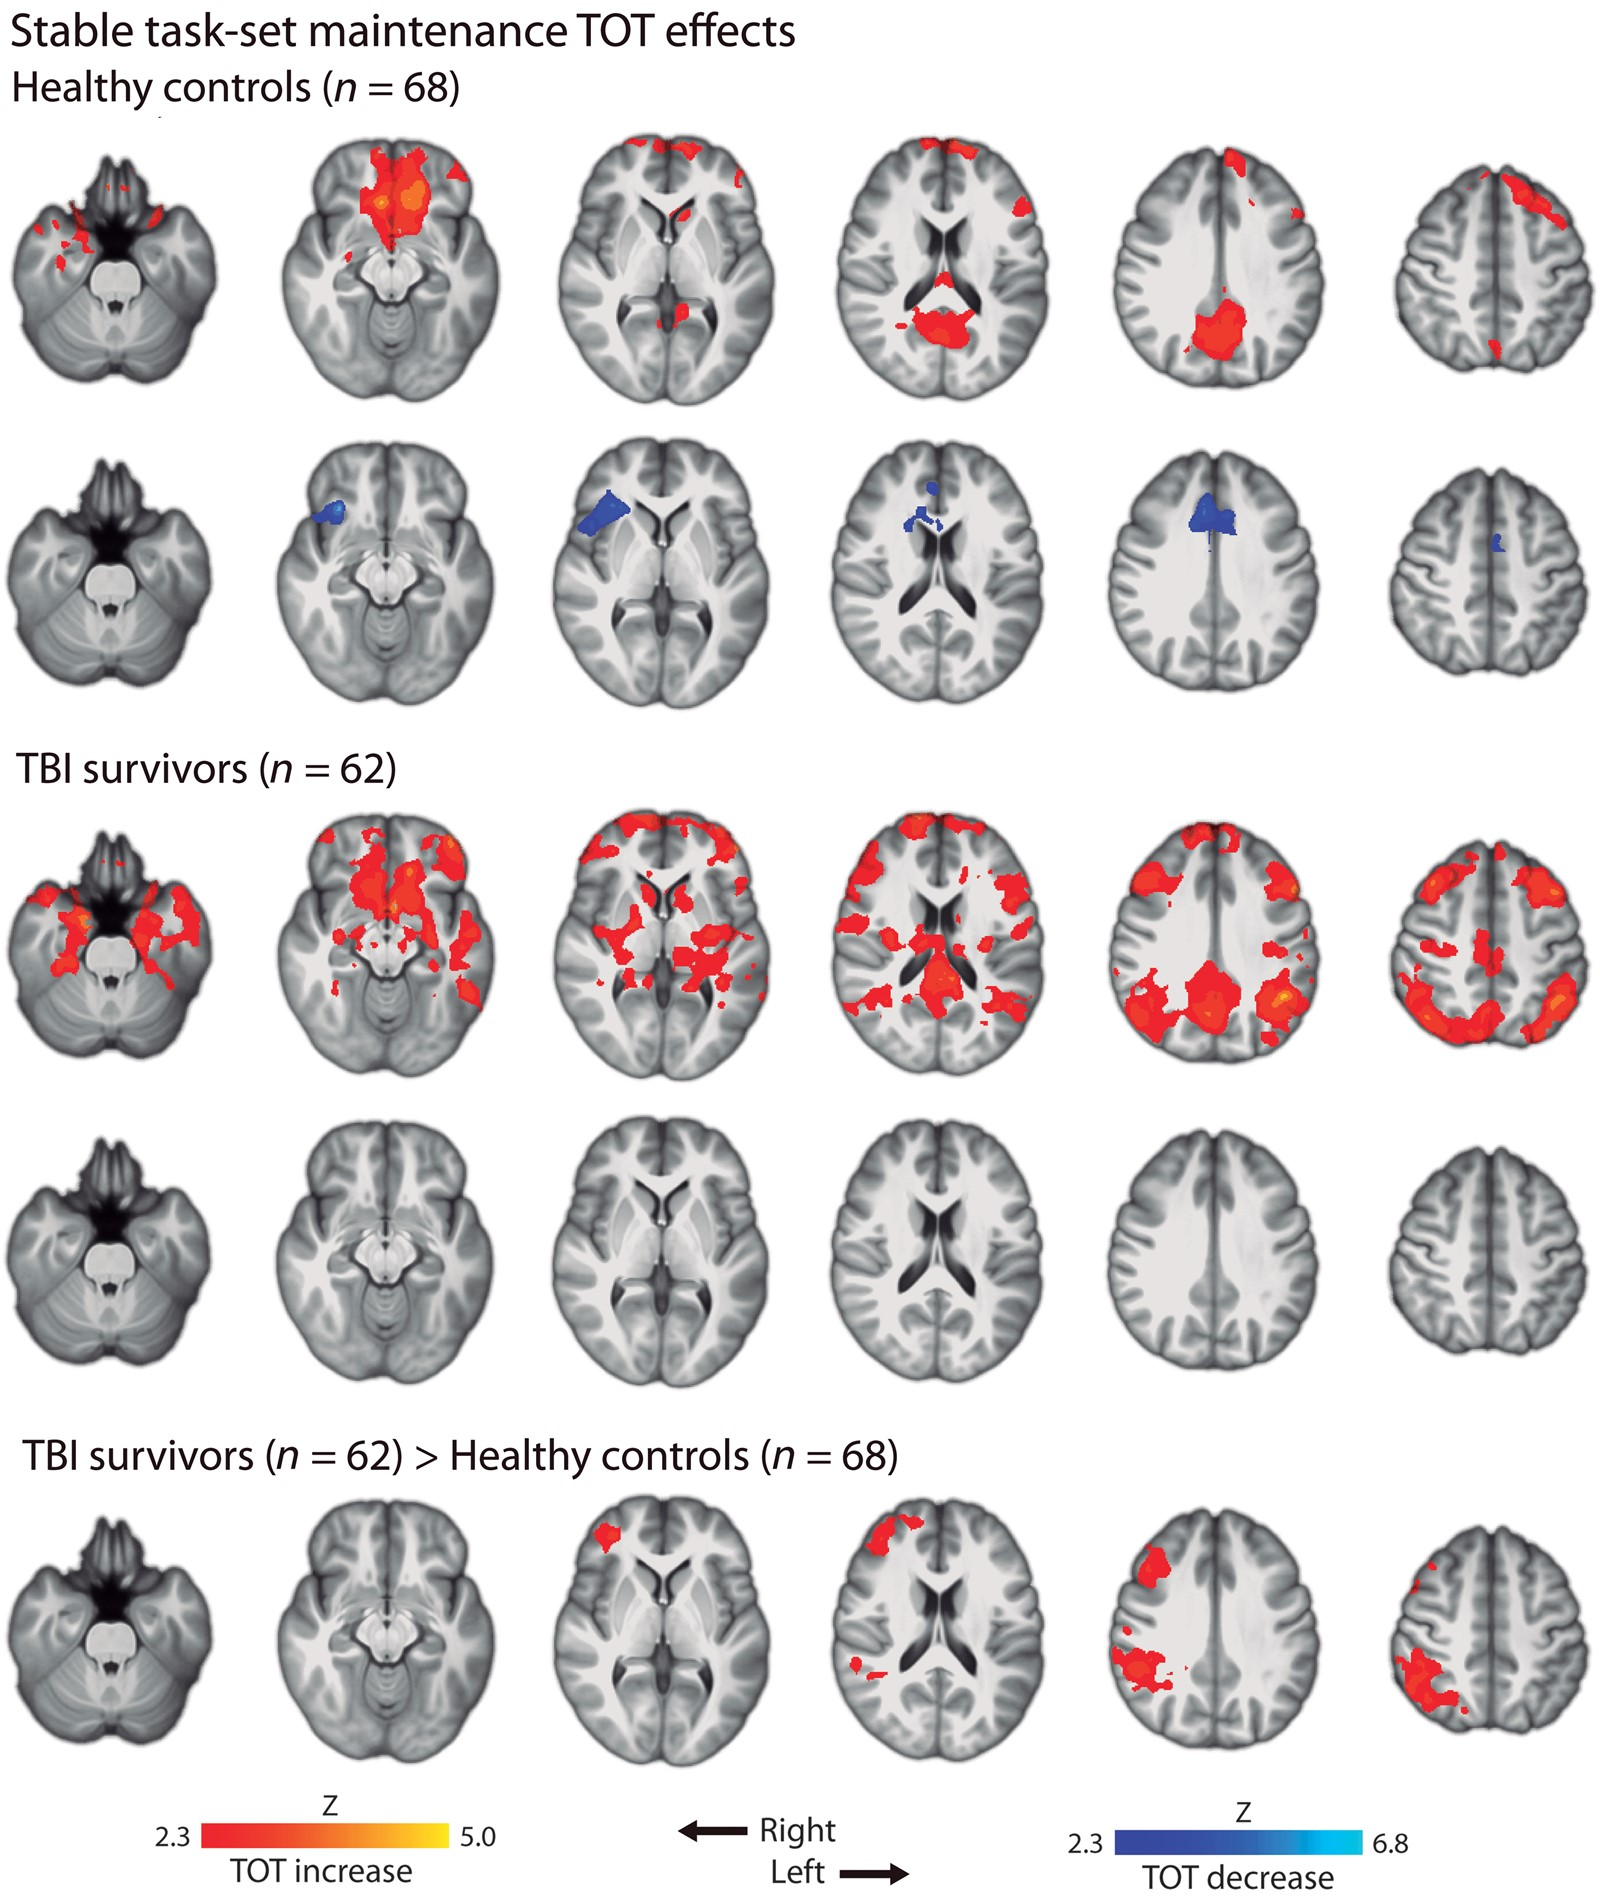 Stable task-set maintenance TOT effects
Healthy controls (n = 68)
TBI survivors (n = 62)
TBI survivors (n = 62) > Healthy controls (n = 68)
Z
2.3 5.0
TOT increase
Right
Left
Z
2.3 6.8
TOT decrease